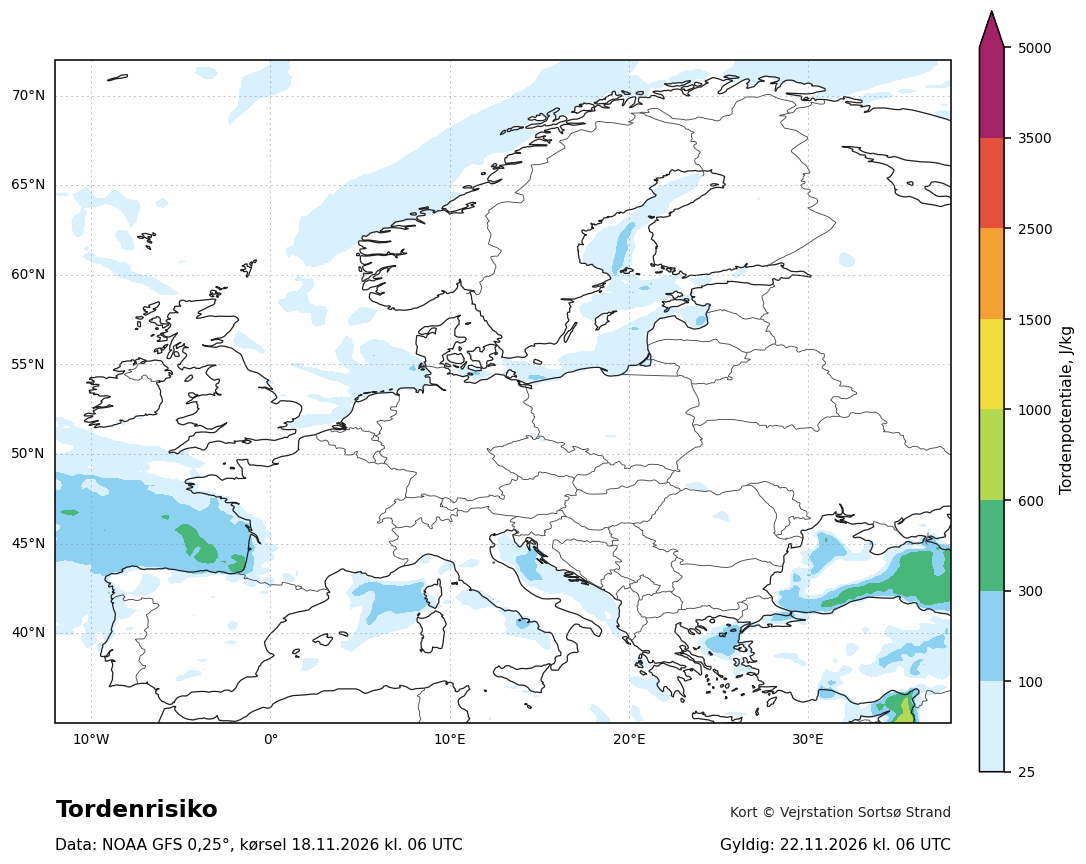 5000
3500
2500
1500
1000
600
300
100
25
Tordenpotentiale, J/kg
70°N
65°N
60°N
55°N
50°N
45°N
40°N
10°W
0°
10°E
20°E
30°E
Tordenrisiko
Kort © Vejrstation Sortsø Strand
Data: NOAA GFS 0,25°, kørsel 18.11.2026 kl. 06 UTC
Gyldig: 22.11.2026 kl. 06 UTC